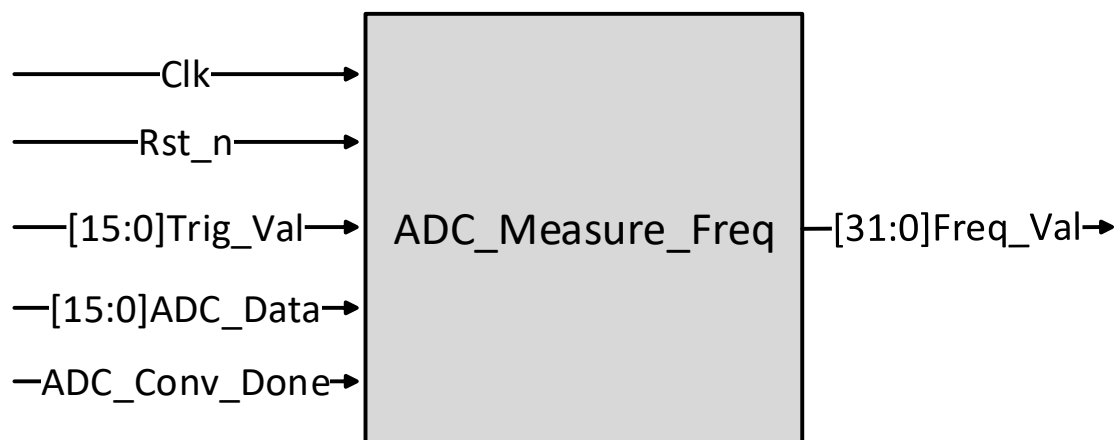 Clk
Rst_n
[15:0]Trig_Val
[15:0]ADC_Data
ADC_Conv_Done
ADC_Measure_Freq
[31:0]Freq_Val